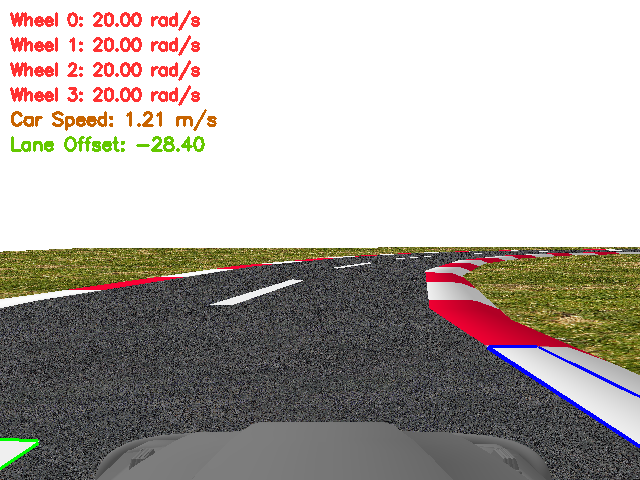 Wheel 0: 20.00 rad/s
Wheel 1: 20.00 rad/s
Wheel 2: 20.00 rad/s
Wheel 3: 20.00 rad/s
Car Speed: 1.21 m/s
Lane Offset: -28.40